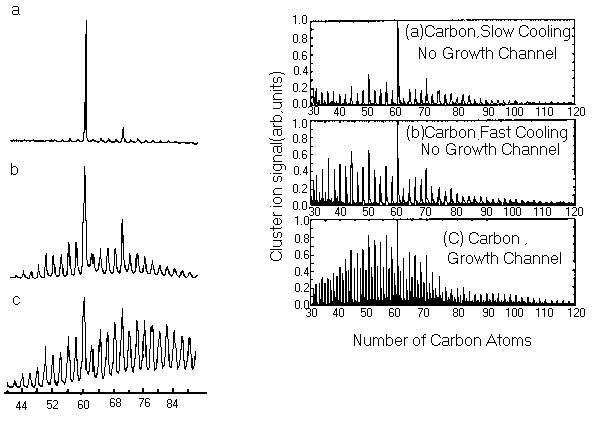 a
b
c
44 52 60 68 76 84
Cluster ion signal(arb,units)
1.0
0.8
0.6
0.4
0.2
0.0
(a)Carbon,Slow Cooling,
No Growth Channel
30 40 50 60 70 80 90 100 110 120
1.0
0.8
0.6
0.4
0.2
0.0
(b)Carbon Fast Cooling,
No Growth Channel
30 40 50 60 70 80 90 100 110 120
1.0
0.8
0.6
0.4
0.2
0.0
(C) Carbon ,
Growth Channel
30 40 50 60 70 80 90 100 110 120
Number of Carbon Atoms